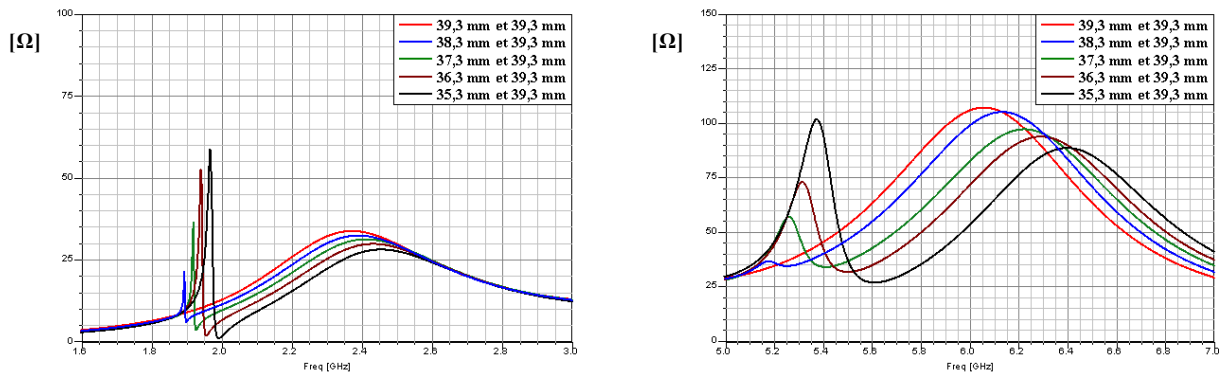 [Ω]
100
75
50
25
0
39,3 mm et 39,3 mm
38,3 mm et 39,3 mm
37,3 mm et 39,3 mm
36,3 mm et 39,3 mm
35,3 mm et 39,3 mm
1.6 1.8 2.0 2.2 2.4 2.6 2.8 3.0
Freq [GHz]
[Ω]
150
125
100
75
50
25
0
39,3 mm et 39,3 mm
38,3 mm et 39,3 mm
37,3 mm et 39,3 mm
36,3 mm et 39,3 mm
35,3 mm et 39,3 mm
5.0 5.2 5.4 5.6 5.8 6.0 6.2 6.4 6.6 6.8 7.0
Freq [GHz]